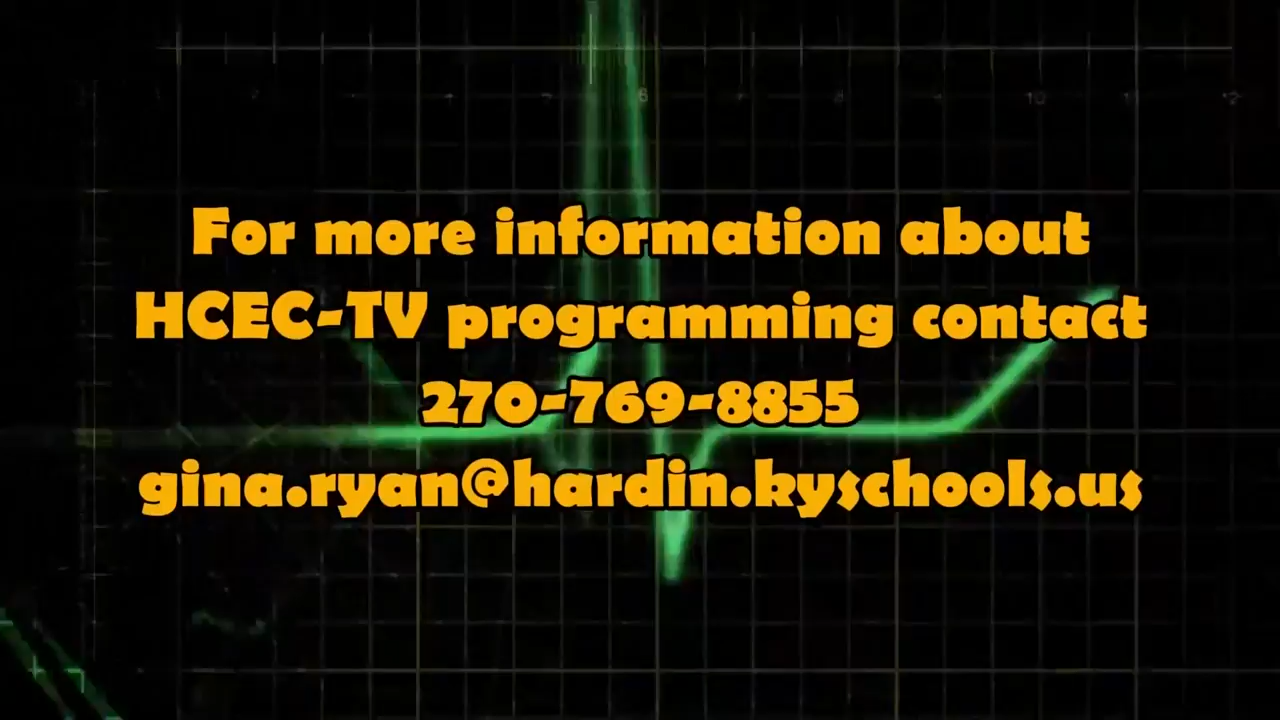 For more information about
HCEC-TV programming contact
270-769-8855
gina.ryan@hardin.kyschools.us